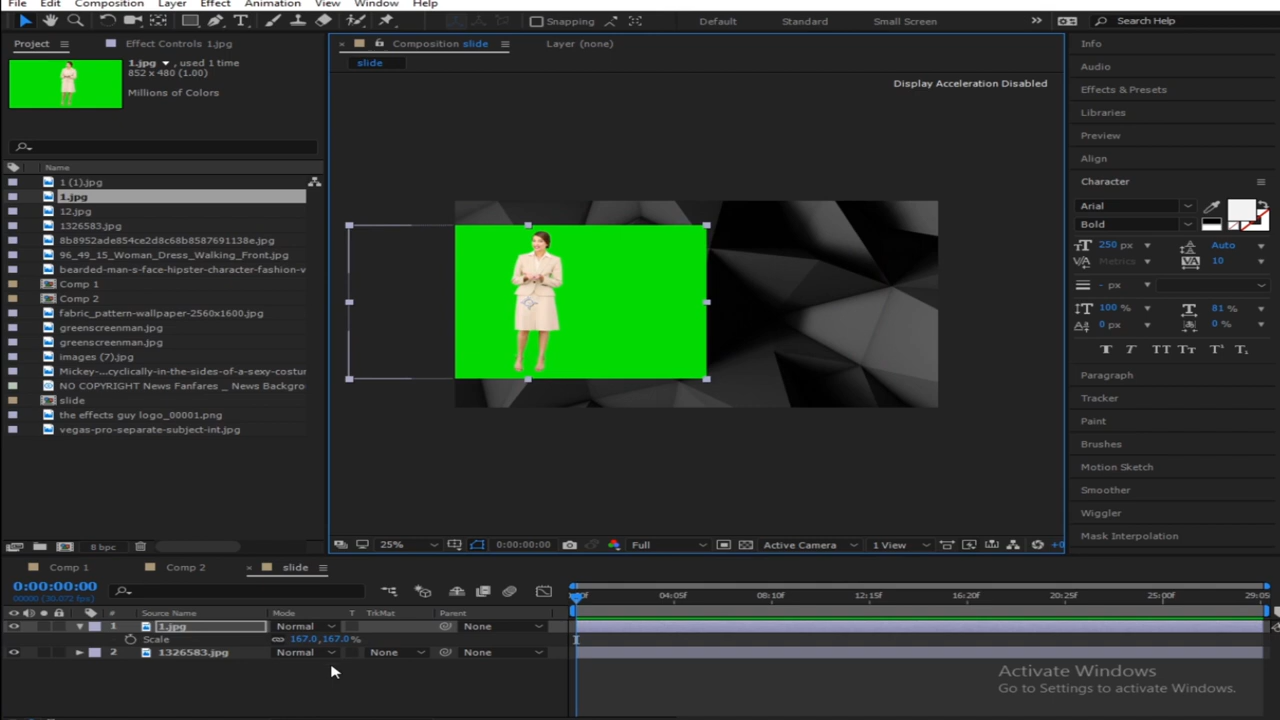 File Edit Composition Layer Effect Animation View Window Help
Snapping Default Standard Small Screen Search Help
Project Effect Controls 1.jpg
1.jpg , used 1 time
852 x 480 (1.00)
Millions of Colors
Name
1 (1).jpg
1.jpg
12.jpg
1326583.jpg
8b8952ade854ce2d8c68b8587691138e.jpg
96_49_15_Woman_Dress_Walking_Front.jpg
bearded-man-s-face-hipster-character-fashion-v
Comp 1
Comp 2
fabric_pattern-wallpaper-2560x1600.jpg
greenscreenman.jpg
greenscreenman.jpg
images (7).jpg
Mickey-...cyclically-in-the-sides-of-a-sexy-costur
NO COPYRIGHT News Fanfares _ News Backgro
slide
the effects guy logo_00001.png
vegas-pro-separate-subject-int.jpg
8 bpc
Composition slide Layer (none)
slide
Display Acceleration Disabled
25% 0:00:00:00 Full Active Camera 1 View +0
Info
Audio
Effects & Presets
Libraries
Preview
Align
Character
Arial
Bold
250 px Auto
Metrics 10
- px
100 % 81 %
0 px 0 %
Paragraph
Tracker
Paint
Brushes
Motion Sketch
Smoother
Wiggler
Mask Interpolation
Comp 1 Comp 2 slide
0:00:00:00
00000 (30.072 fps)
# Source Name Mode T TrkMat Parent
1 1.jpg Normal None
Scale 167.0,167.0 %
2 1326583.jpg Normal None None
04:05f 08:10f 12:15f 16:20f 20:25f 25:00f 29:05
Activate Windows
Go to Settings to activate Windows.